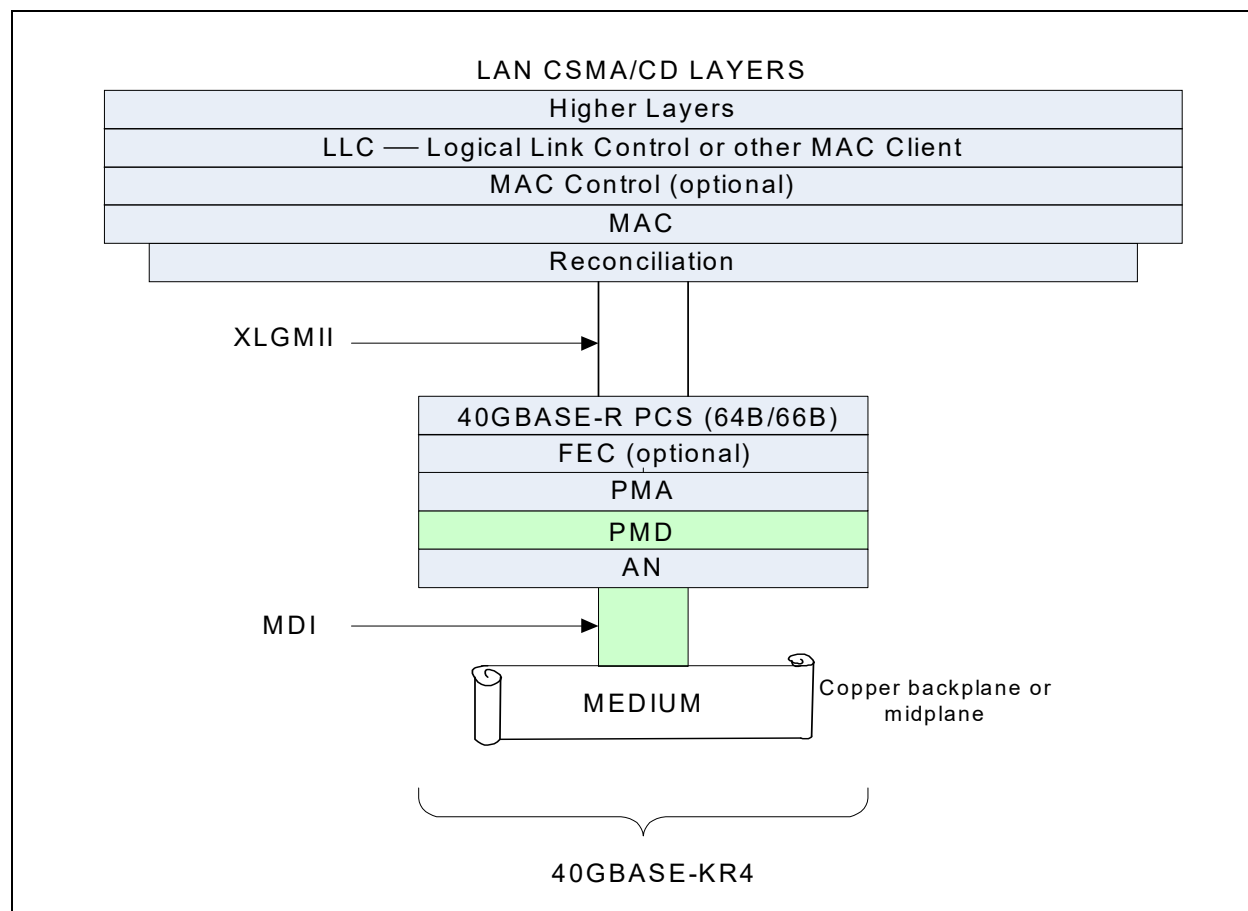 LAN CSMA/CD LAYERS
Higher Layers
LLC — Logical Link Control or other MAC Client
MAC Control (optional)
MAC
Reconciliation
XLGMII
40GBASE-R PCS (64B/66B)
FEC (optional)
PMA
PMD
AN
MDI
MEDIUM
Copper backplane or
midplane
40GBASE-KR4